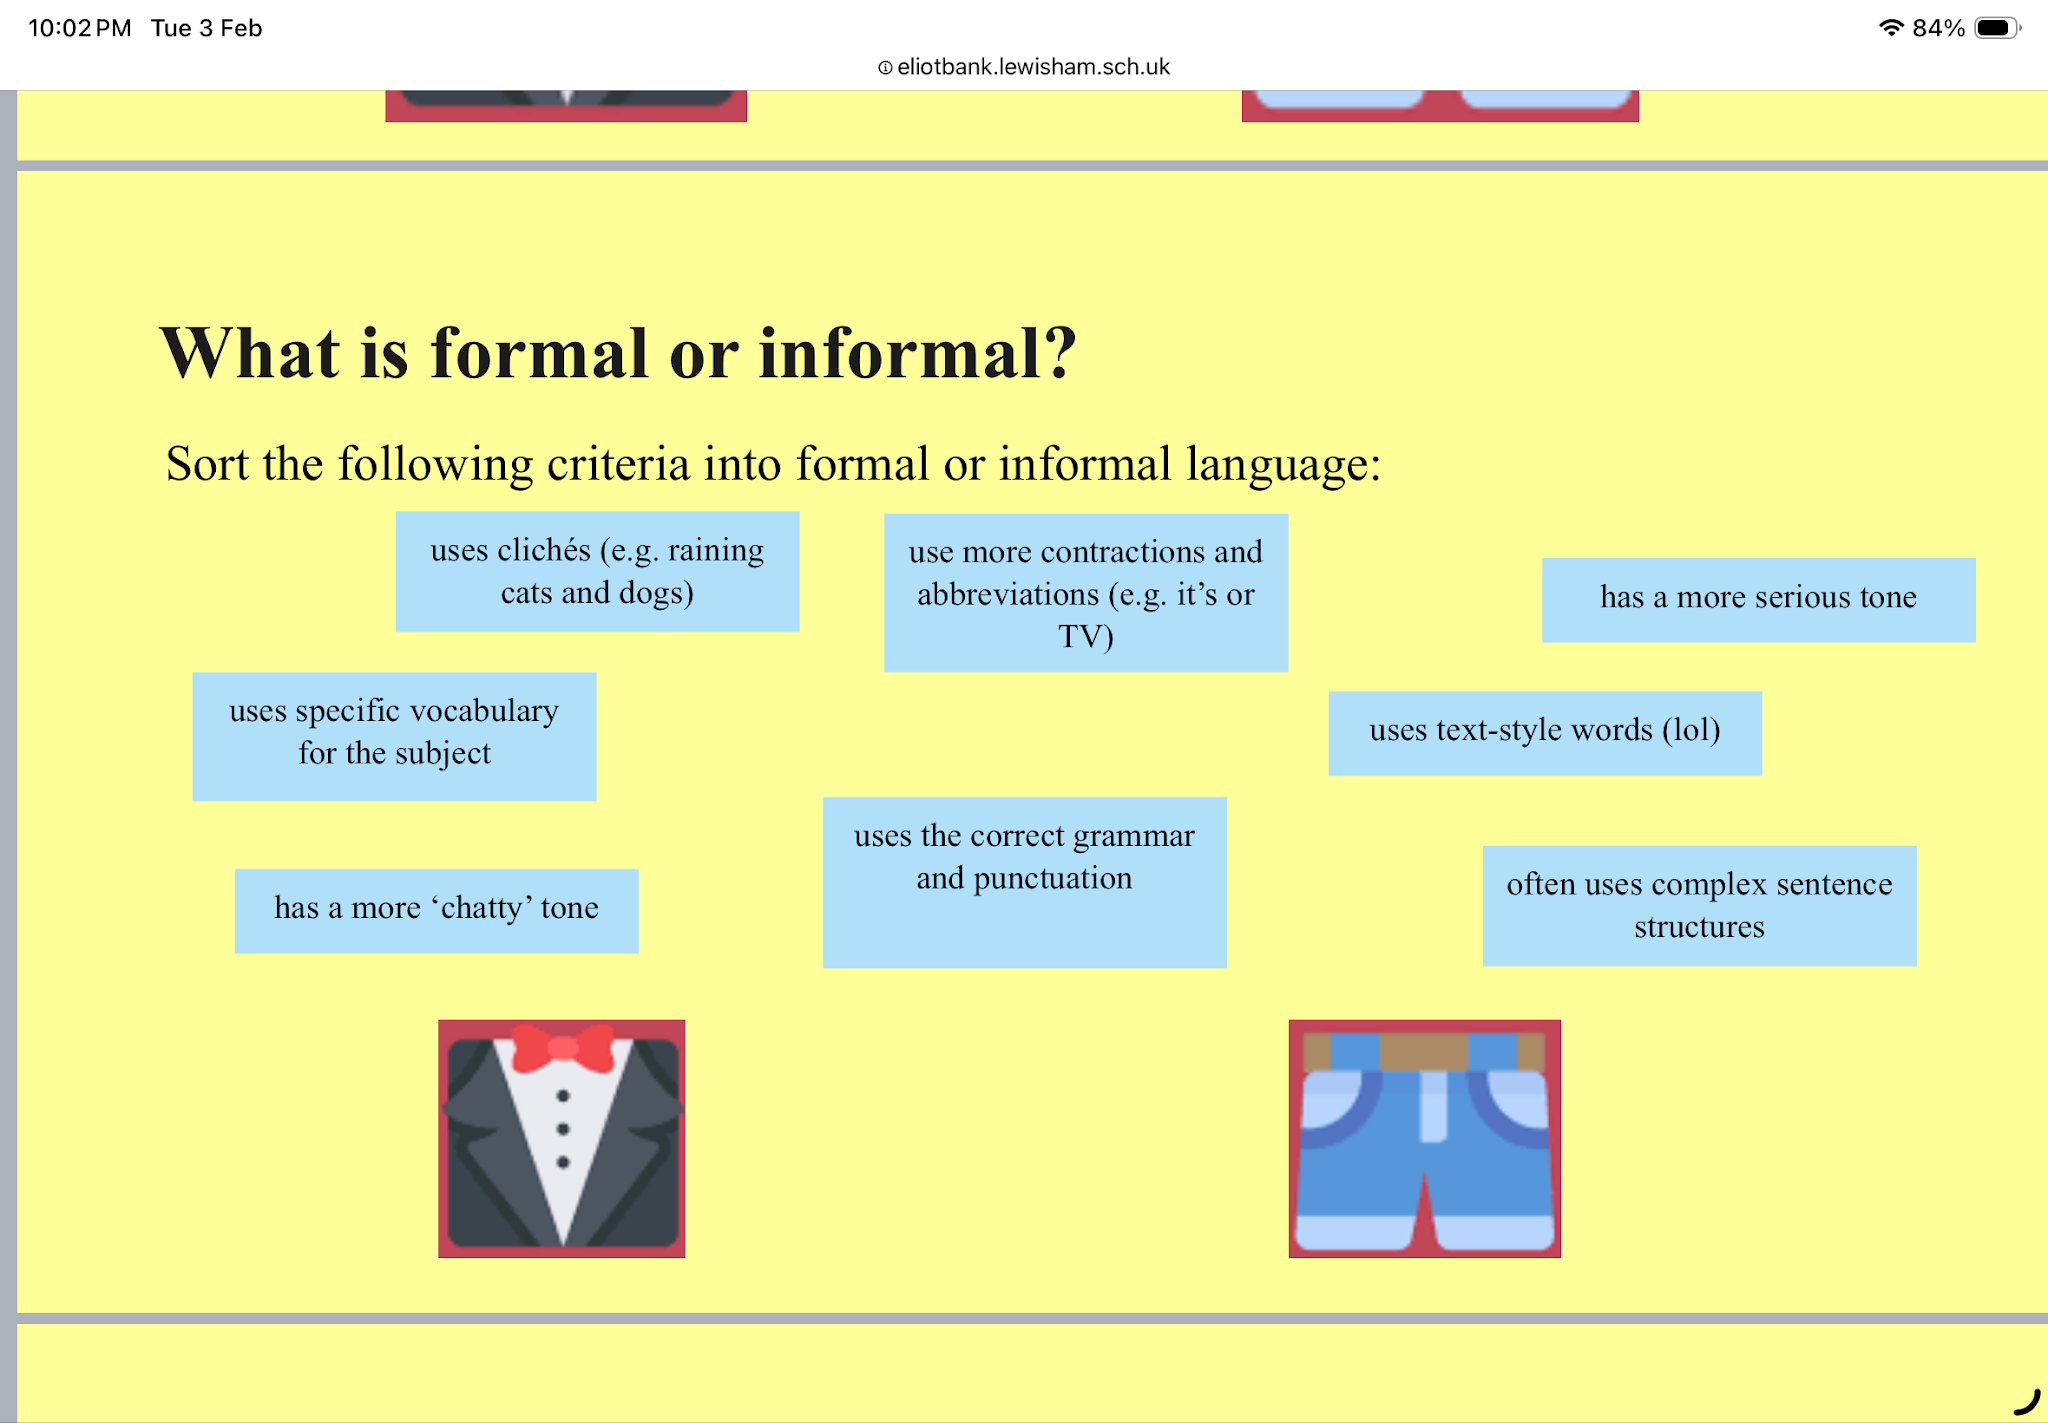 10:02 PM Tue 3 Feb
84%
eliotbank.lewisham.sch.uk
What is formal or informal?
Sort the following criteria into formal or informal language:
uses clichés (e.g. raining
cats and dogs)
use more contractions and
abbreviations (e.g. it’s or
TV)
has a more serious tone
uses specific vocabulary
for the subject
uses text-style words (lol)
uses the correct grammar
and punctuation
has a more ‘chatty’ tone
often uses complex sentence
structures